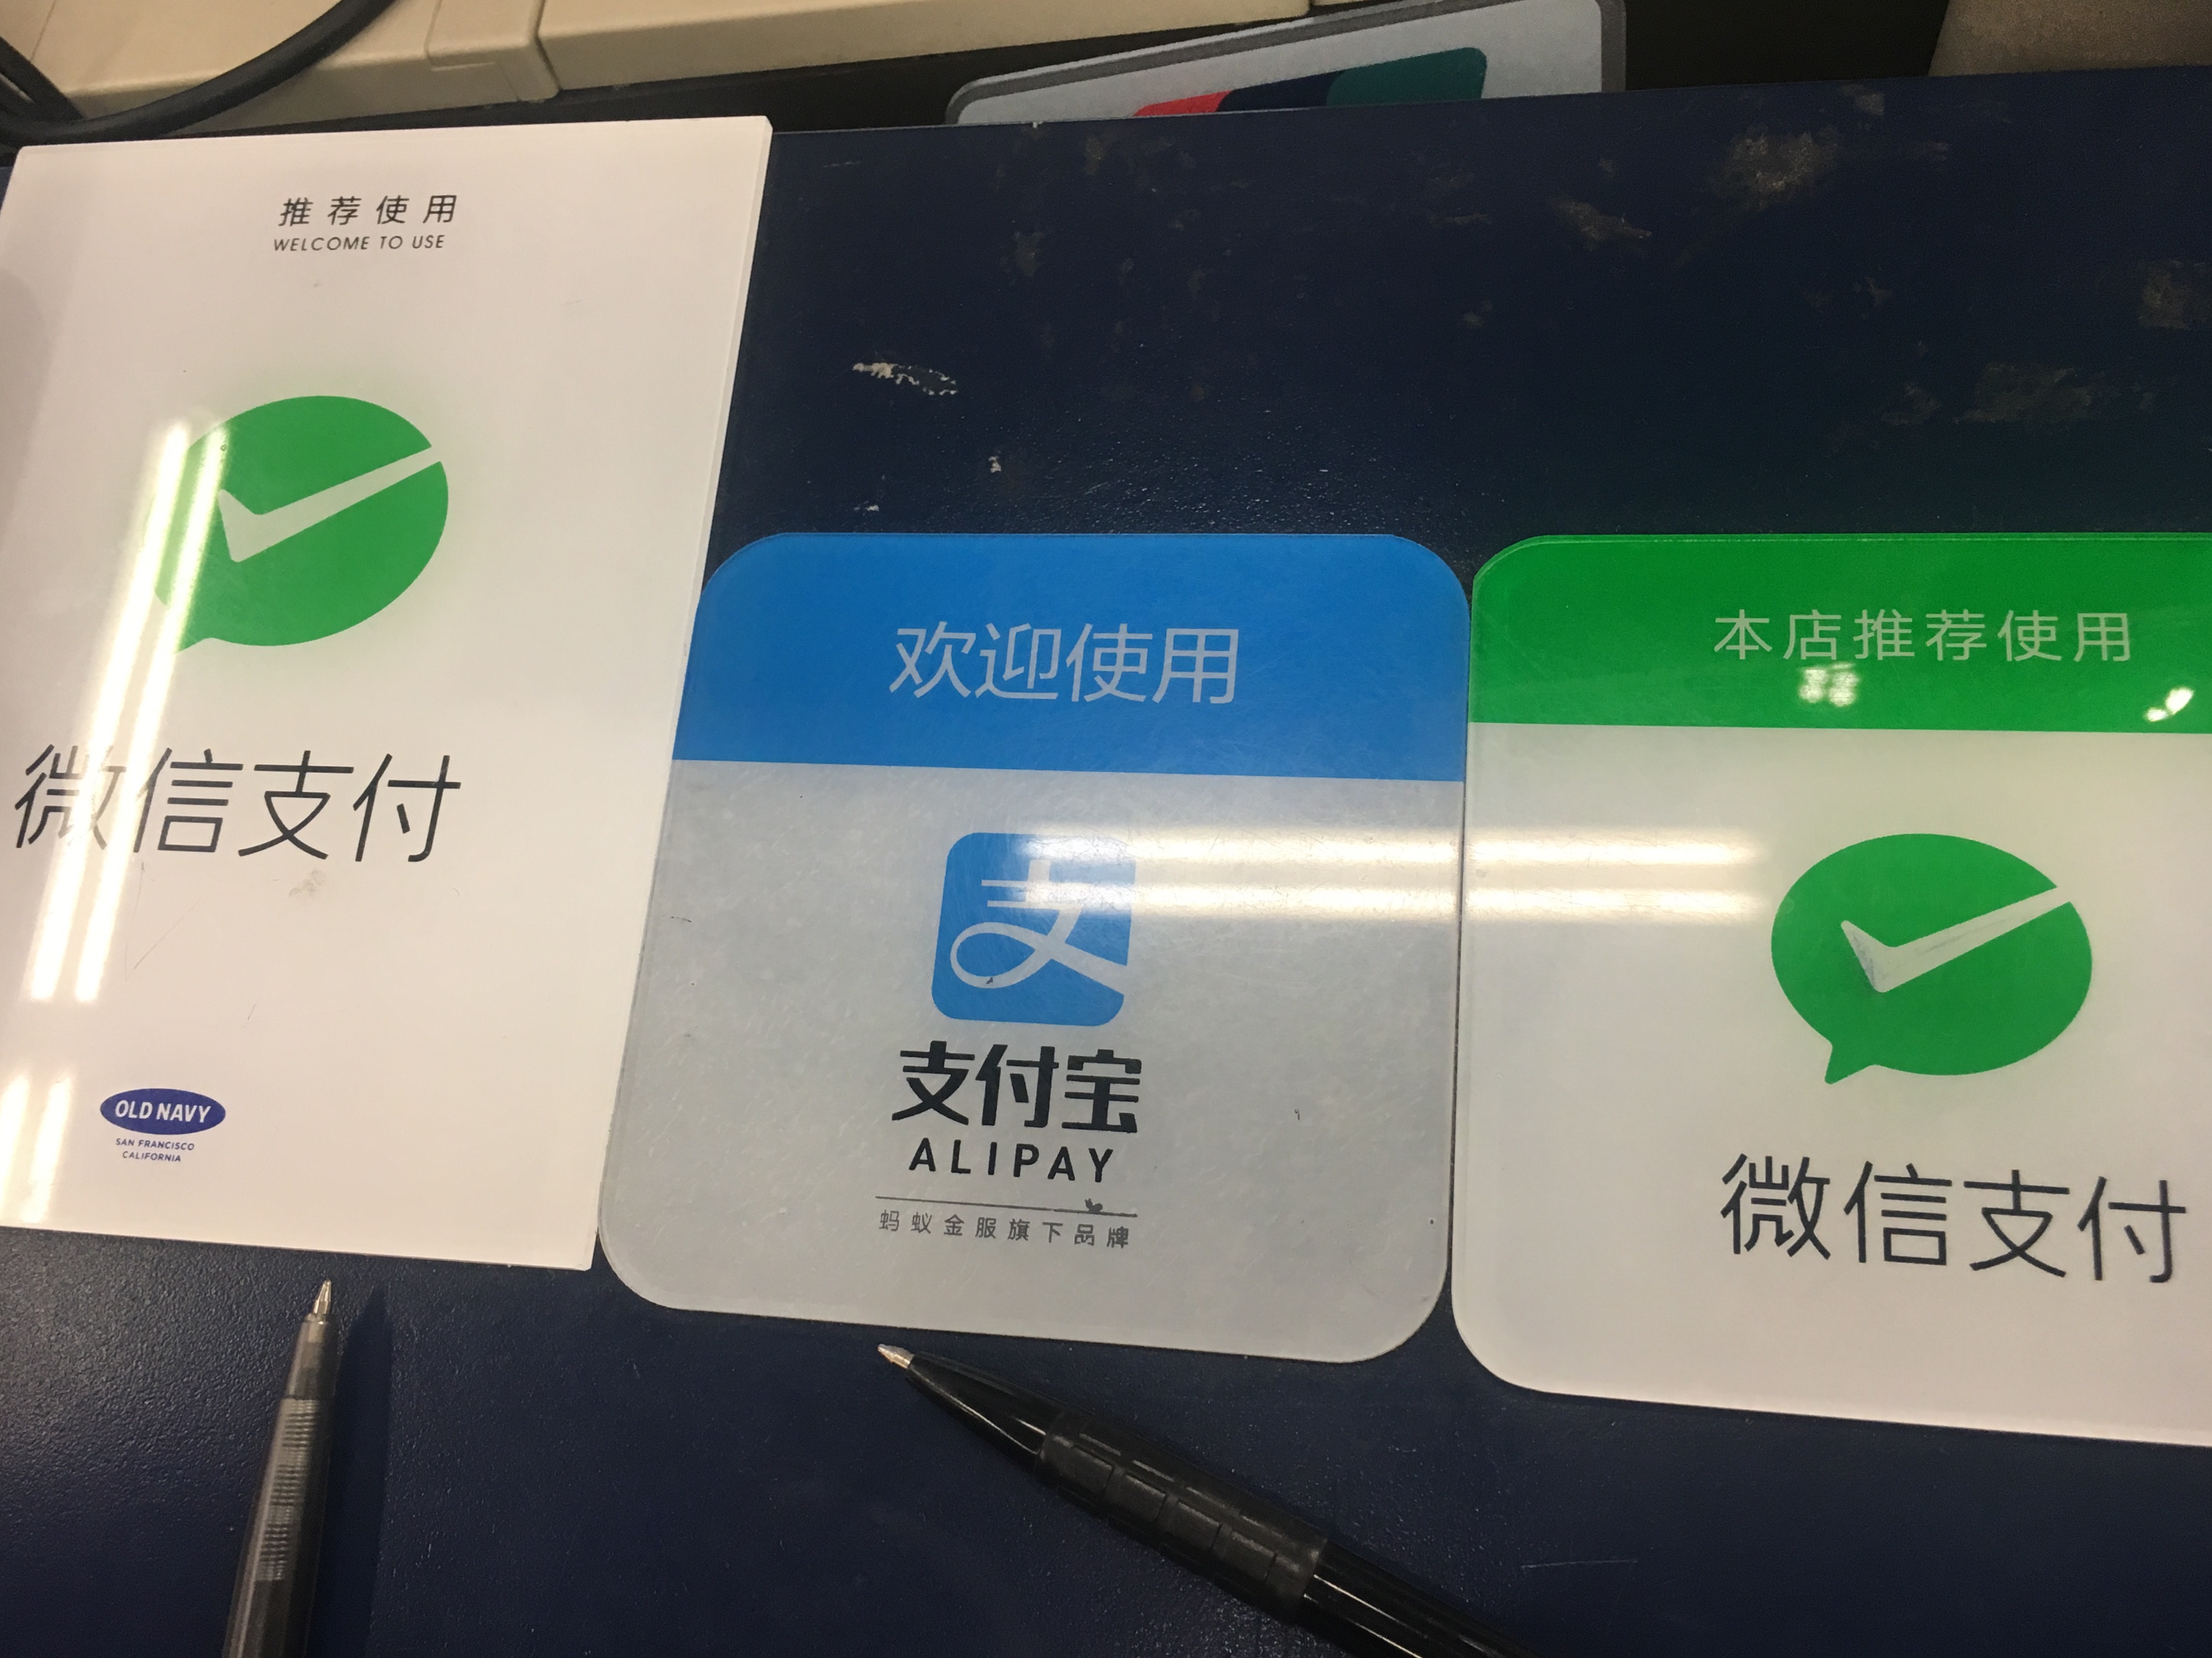 推荐使用
WELCOME TO USE
微信支付
OLD NAVY
SAN FRANCISCO
CALIFORNIA
欢迎使用
支
支付宝
ALIPAY
蚂蚁金服旗下品牌
本店推荐使用
微信支付